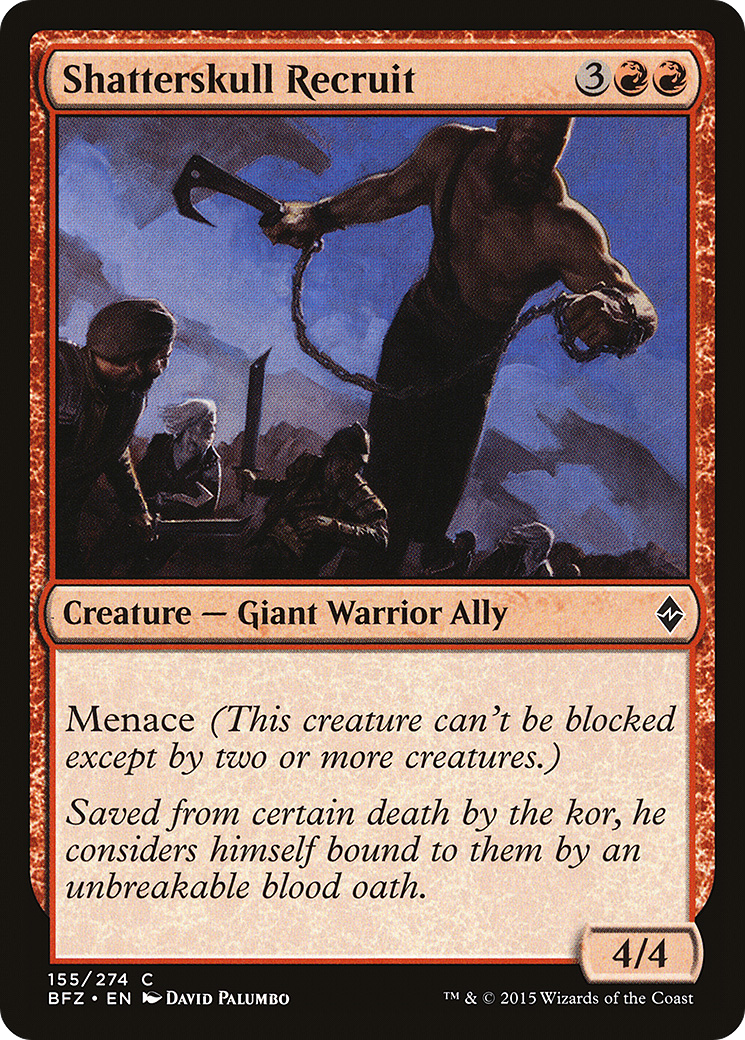 Shatterskull Recruit 3
Creature — Giant Warrior Ally
Menace (This creature can't be blocked
except by two or more creatures.)
Saved from certain death by the kor, he
considers himself bound to them by an
unbreakable blood oath.
4/4
155/274 C
BFZ • EN DAVID PALUMBO
™ & © 2015 Wizards of the Coast